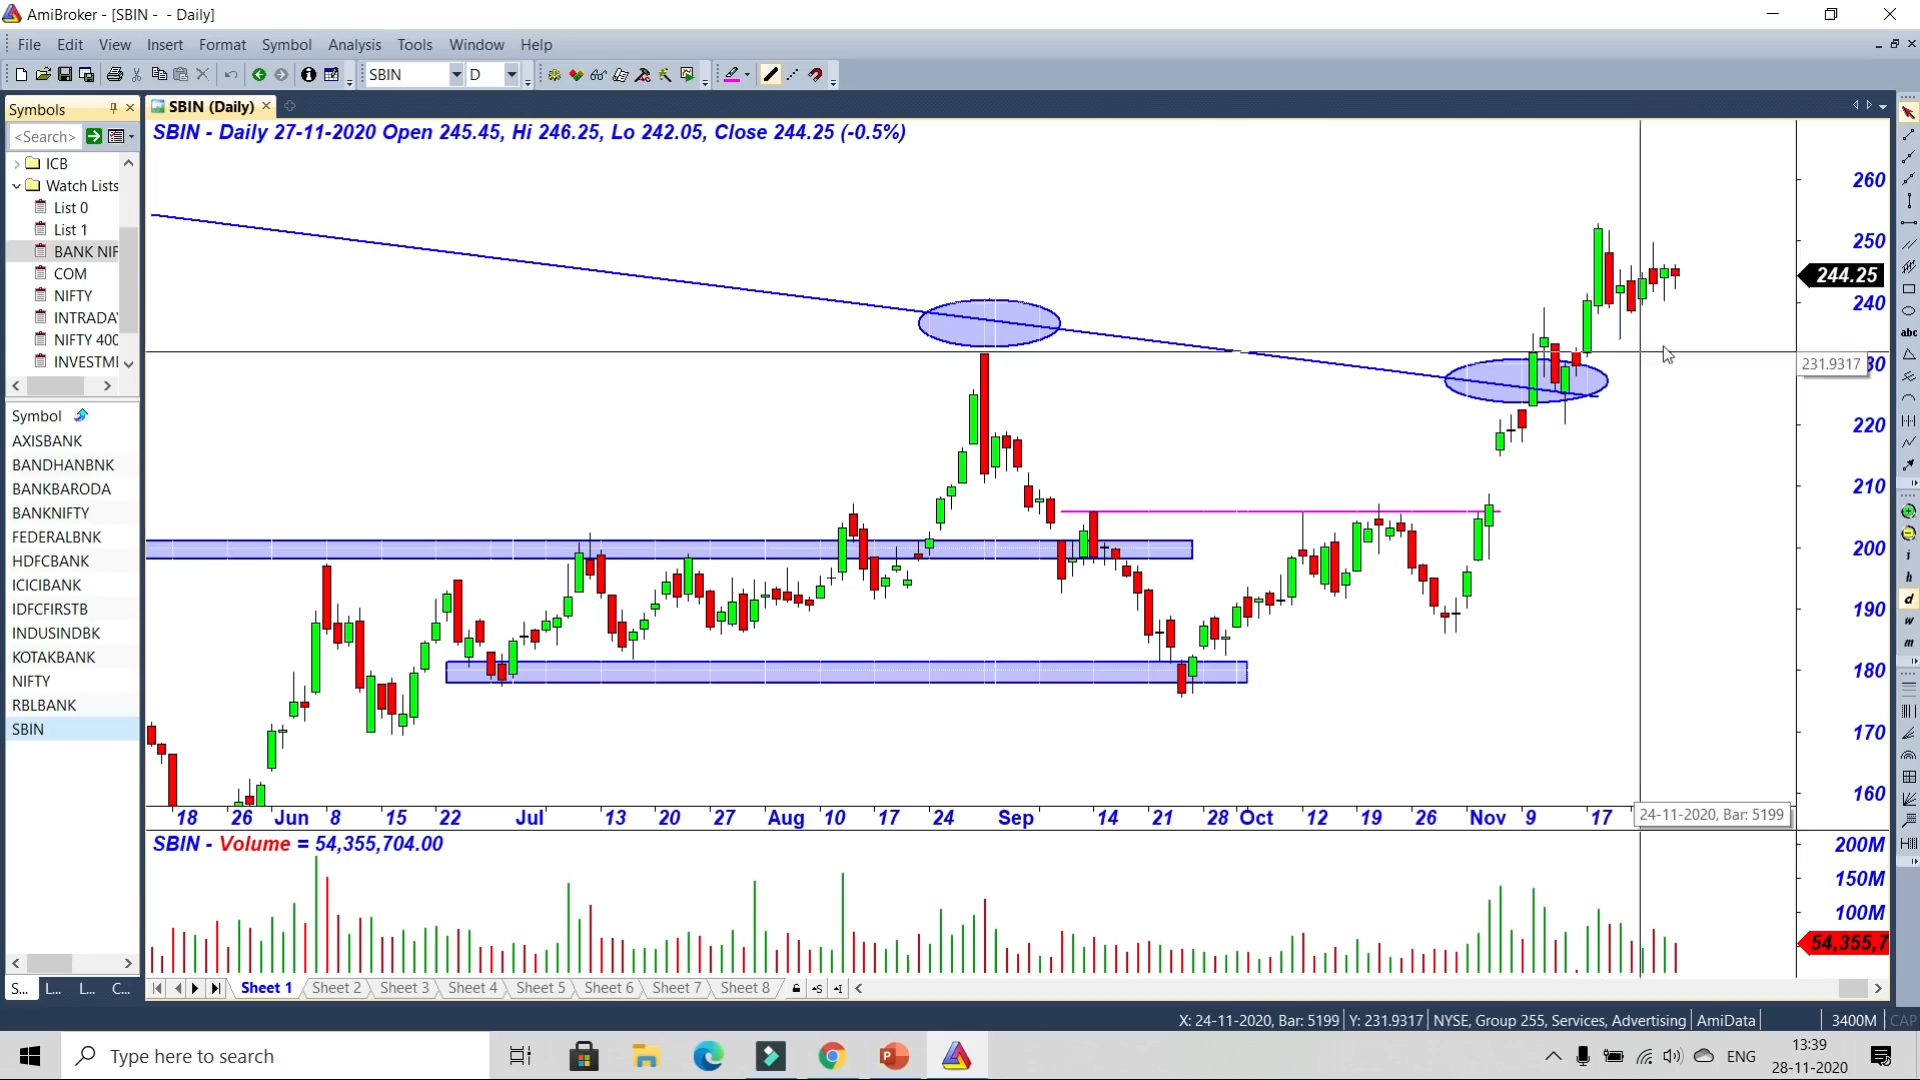 AmiBroker - [SBIN -  - Daily]
File Edit View Insert Format Symbol Analysis Tools Window Help
SBIN D
Symbols
SBIN (Daily)
<Search>
SBIN - Daily 27-11-2020 Open 245.45, Hi 246.25, Lo 242.05, Close 244.25 (-0.5%)
ICB
Watch Lists
List 0
List 1
BANK NIF
COM
NIFTY
INTRADA
NIFTY 400
INVESTM
Symbol
AXISBANK
BANDHANBNK
BANKBARODA
BANKNIFTY
FEDERALBNK
HDFCBANK
ICICIBANK
IDFCFIRSTB
INDUSINDBK
KOTAKBANK
NIFTY
RBLBANK
SBIN
S... L... L... C...
260
250
244.25
240
30
231.9317
220
210
200
190
180
170
160
18 26 Jun 8 15 22 Jul 13 20 27 Aug 10 17 24 Sep 14 21 28 Oct 12 19 26 Nov 9 17
24-11-2020, Bar: 5199
SBIN - Volume = 54,355,704.00
200M
150M
100M
54,355,7
abc
i
h
d
w
m
Sheet 1 Sheet 2 Sheet 3 Sheet 4 Sheet 5 Sheet 6 Sheet 7 Sheet 8
X: 24-11-2020, Bar: 5199 Y: 231.9317 NYSE, Group 255, Services, Advertising AmiData 3400M CAP
Type here to search
ENG
13:39
28-11-2020